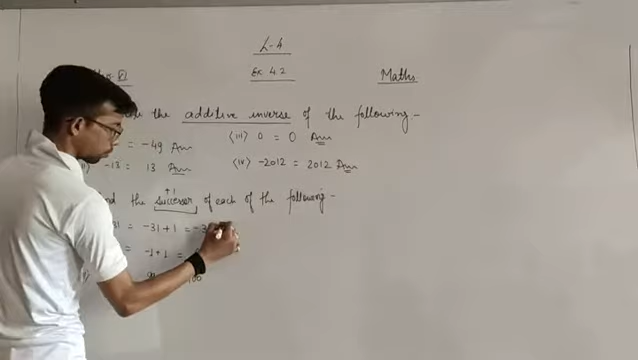 L-4
Ex 4.2
Maths
the additive inverse of the following -
= -49 Ans
(iii) 0 = 0 Ans
-13 = 13 Ans
(iv) -2012 = 2012 Ans
+1
the successor of each of the following -
= -31 + 1 =
= -1 + 1 =